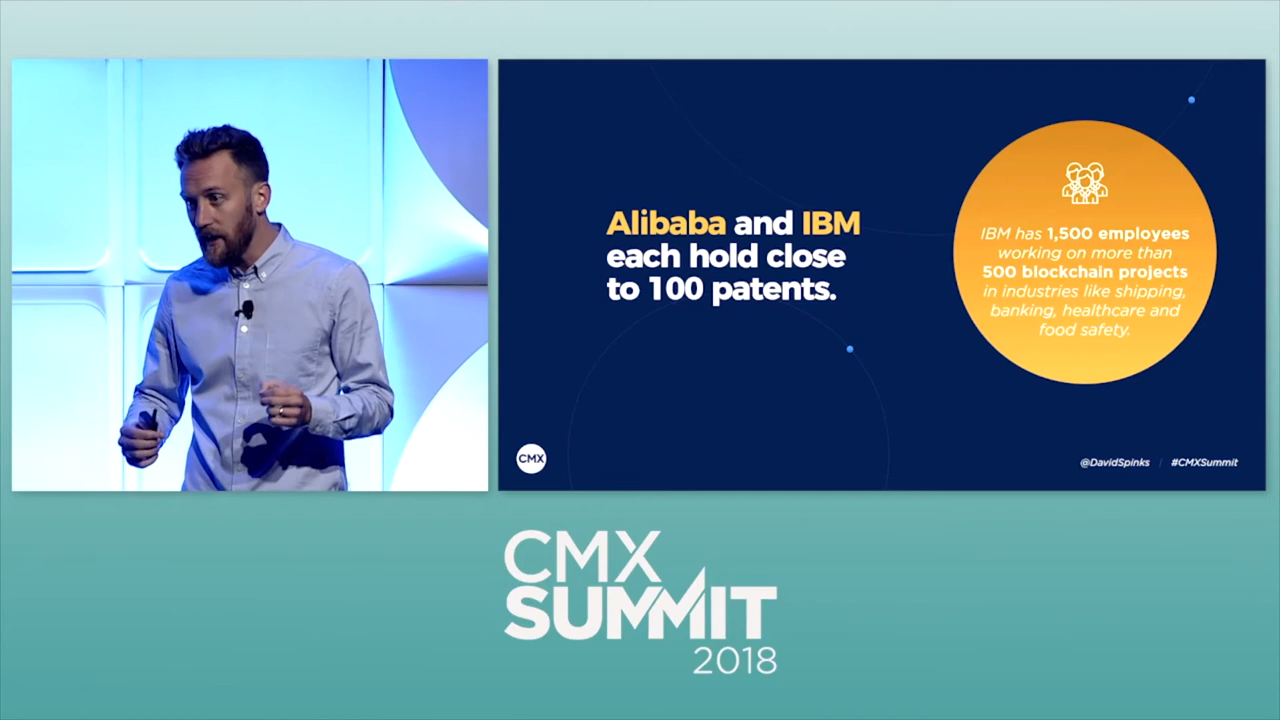 Alibaba and IBM
each hold close
to 100 patents.
IBM has 1,500 employees
working on more than
500 blockchain projects
in industries like shipping,
banking, healthcare and
food safety.
CMX
@DavidSpinks | #CMXSummit
CMX
SUMMIT
2018